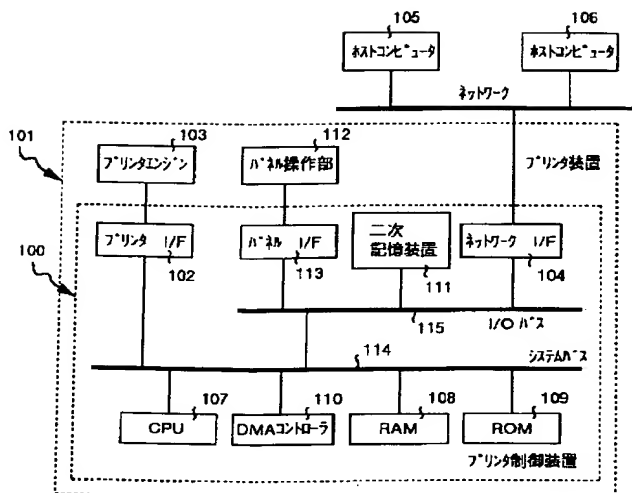 105
106
ホストコンピュータ
ホストコンピュータ
ネットワーク
101
103
112
プリンタエンジン
パネル操作部
プリンタ装置
100
プリンタ I/F
パネル I/F
二次
記憶装置
ネットワーク I/F
102
113
111
104
115
I/O バス
114
システムバス
107
110
108
109
CPU
DMAコントローラ
RAM
ROM
プリンタ制御装置